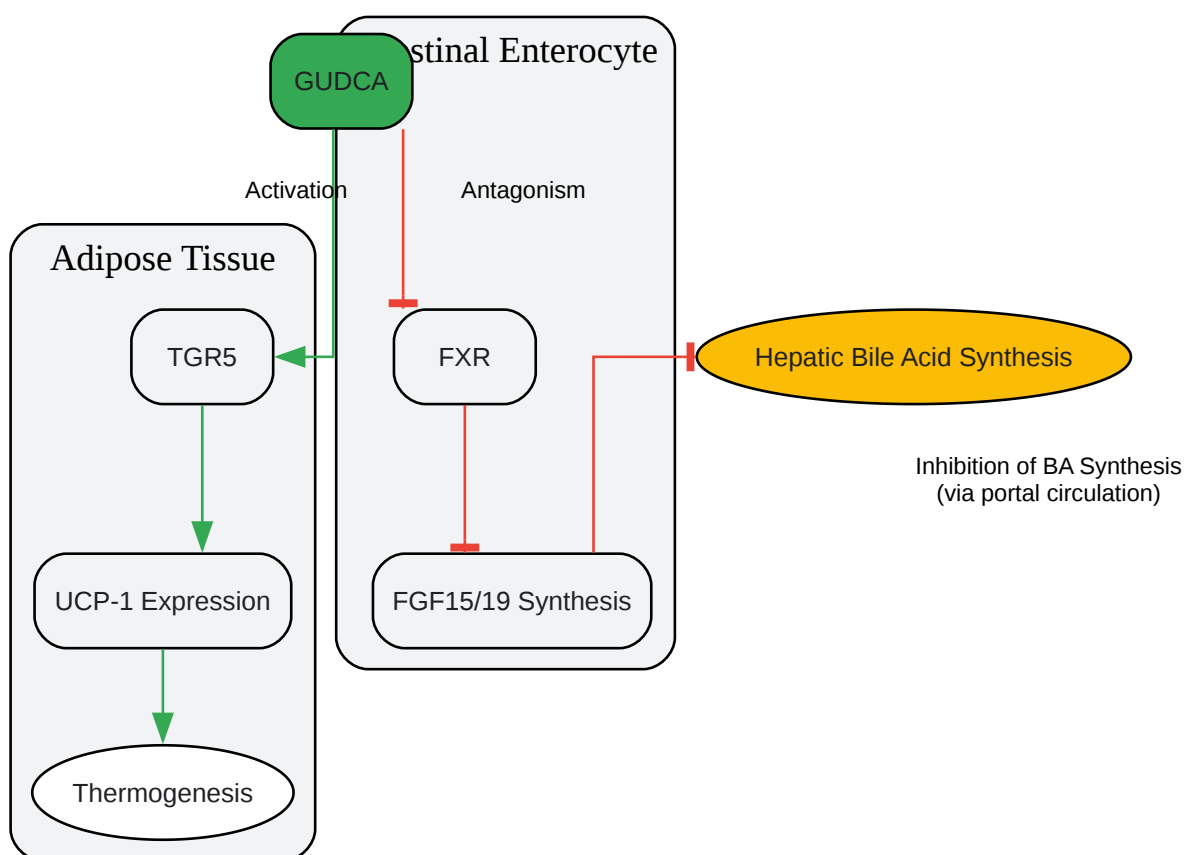 GUDCA
stinal Enterocyte
Activation
Antagonism
Adipose Tissue
TGR5
FXR
Hepatic Bile Acid Synthesis
Inhibition of BA Synthesis
(via portal circulation)
UCP-1 Expression
FGF15/19 Synthesis
Thermogenesis